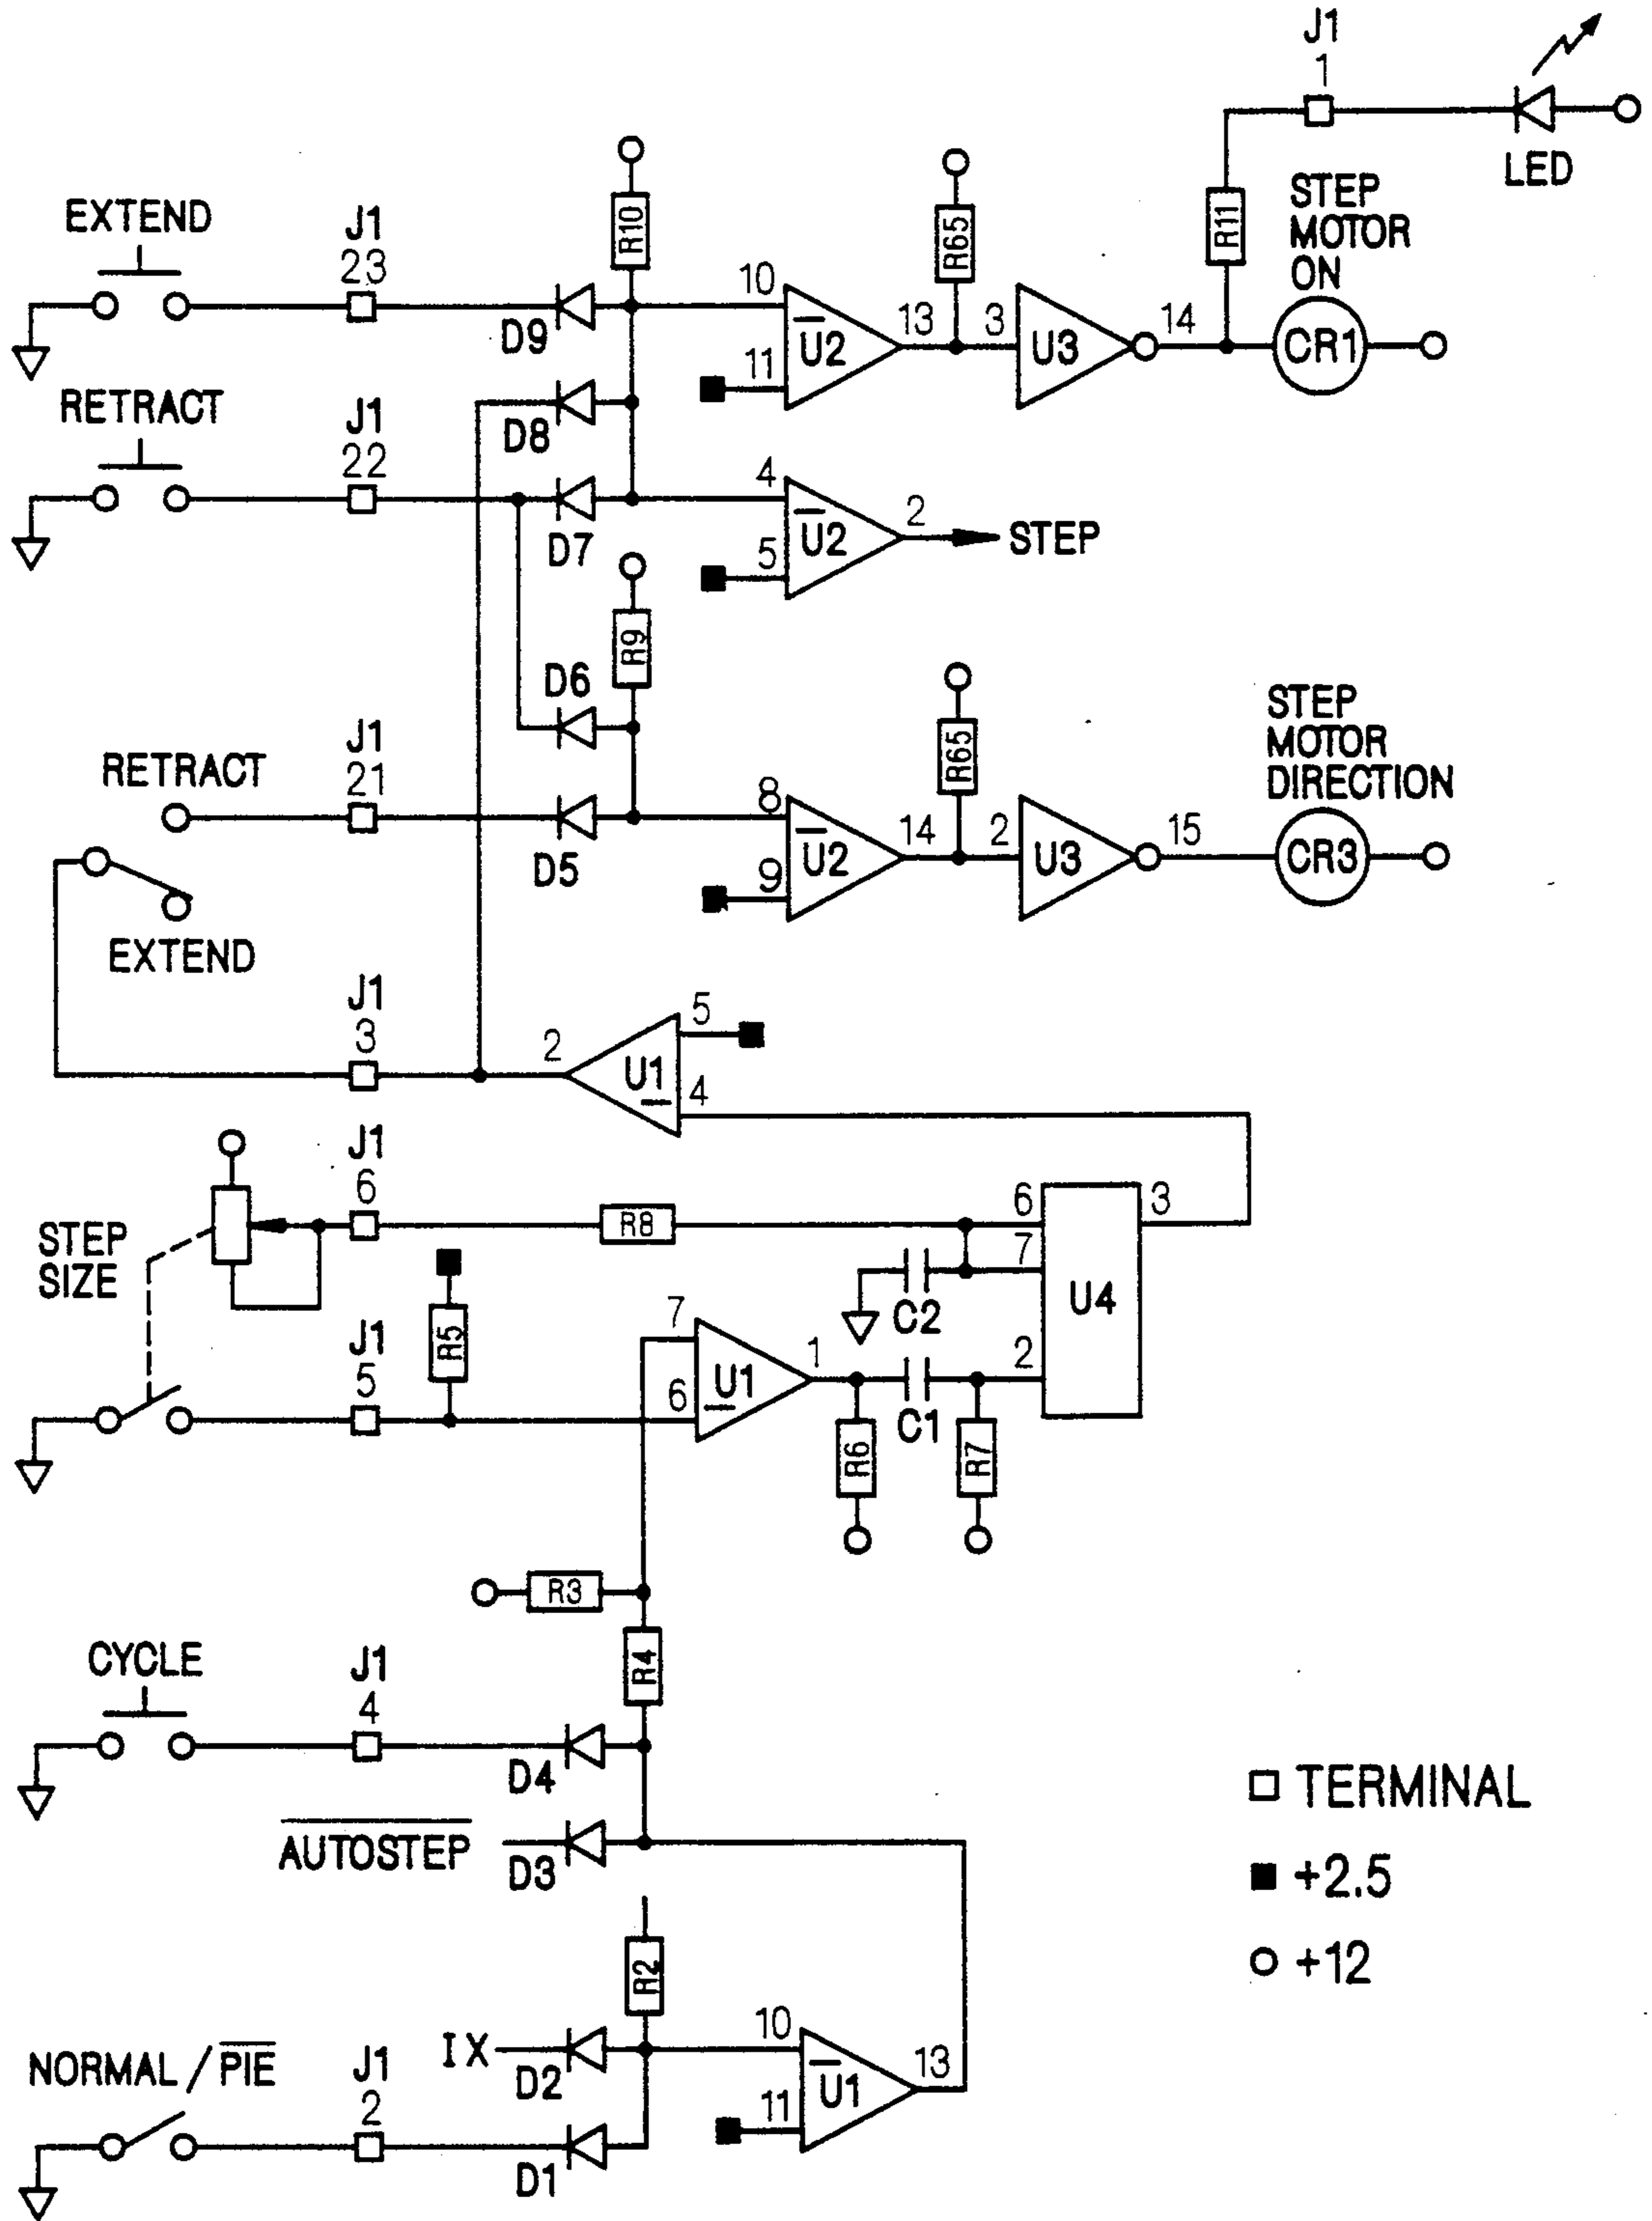 J1
1
LED
STEP
MOTOR
ON
R10
R65
R11
EXTEND
J1
23
D9
10
11
U2
13
3
U3
14
CR1
RETRACT
J1
22
D8
D7
4
5
U2
2
STEP
R9
D6
R65
STEP
MOTOR
DIRECTION
RETRACT
J1
21
D5
8
9
U2
14
2
U3
15
CR3
EXTEND
J1
3
2
U1
5
4
J1
6
STEP
SIZE
R8
6
7
3
U4
C2
R5
J1
5
7
6
U1
1
C1
2
R6
R7
R3
R4
CYCLE
J1
4
D4
AUTOSTEP
D3
R2
IX
D2
10
11
U1
13
NORMAL / PIE
J1
2
D1
TERMINAL
+2.5
+12